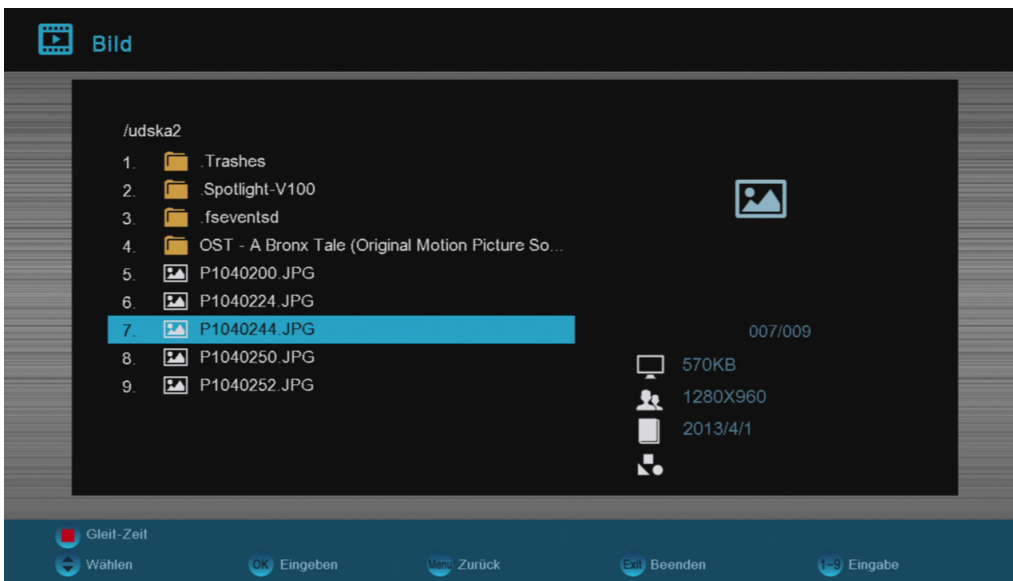 Bild
/udska2
1. .Trashes
2. .Spotlight-V100
3. .fseventsd
4. OST - A Bronx Tale (Original Motion Picture So...
5. P1040200.JPG
6. P1040224.JPG
7. P1040244.JPG
8. P1040250.JPG
9. P1040252.JPG
007/009
570KB
1280X960
2013/4/1
Gleit-Zeit
Wählen OK Eingeben Menu Zurück Exit Beenden 1-9 Eingabe